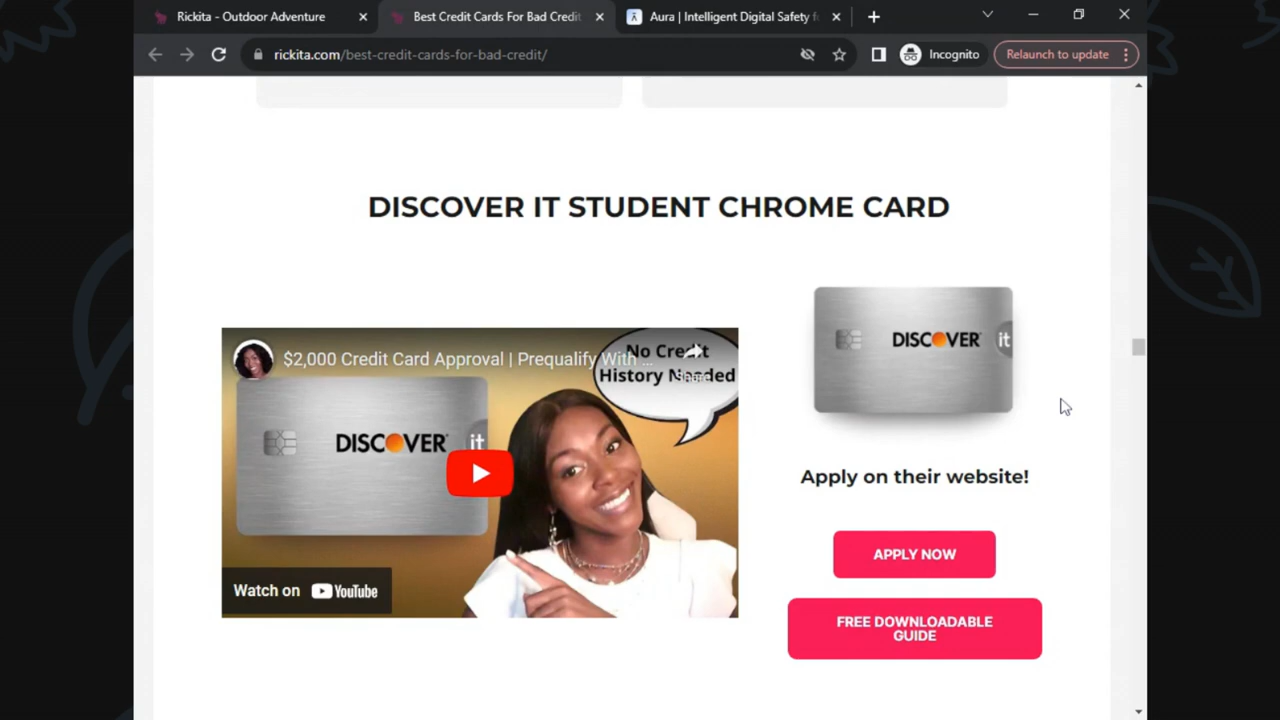 Rickita - Outdoor Adventure
Best Credit Cards For Bad Credit
Aura | Intelligent Digital Safety f
rickita.com/best-credit-cards-for-bad-credit/
Incognito
Relaunch to update
DISCOVER IT STUDENT CHROME CARD
$2,000 Credit Card Approval | Prequalify With ...
No Credit
History Needed
Share
DISCOVER it
Watch on YouTube
DISCOVER it
Apply on their website!
APPLY NOW
FREE DOWNLOADABLE
GUIDE